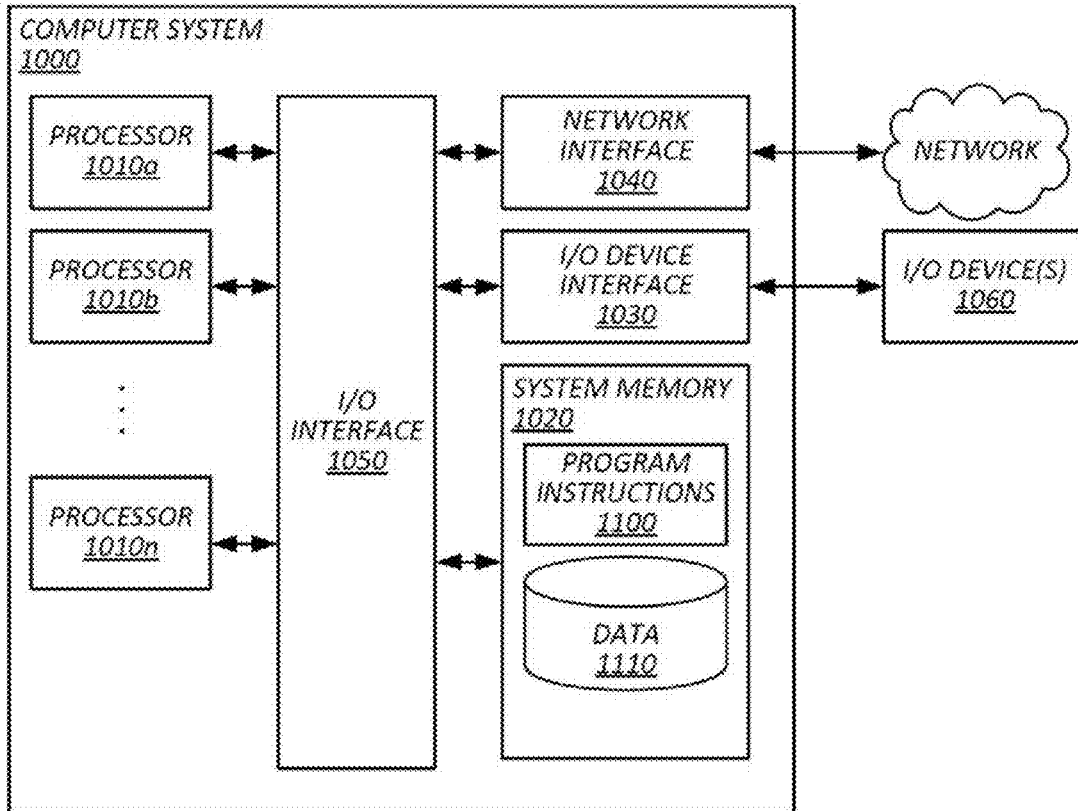 COMPUTER SYSTEM
1000
PROCESSOR
1010a
PROCESSOR
1010b
PROCESSOR
1010n
I/O
INTERFACE
1050
NETWORK
INTERFACE
1040
I/O DEVICE
INTERFACE
1030
SYSTEM MEMORY
1020
PROGRAM
INSTRUCTIONS
1100
DATA
1110
NETWORK
I/O DEVICE(S)
1060